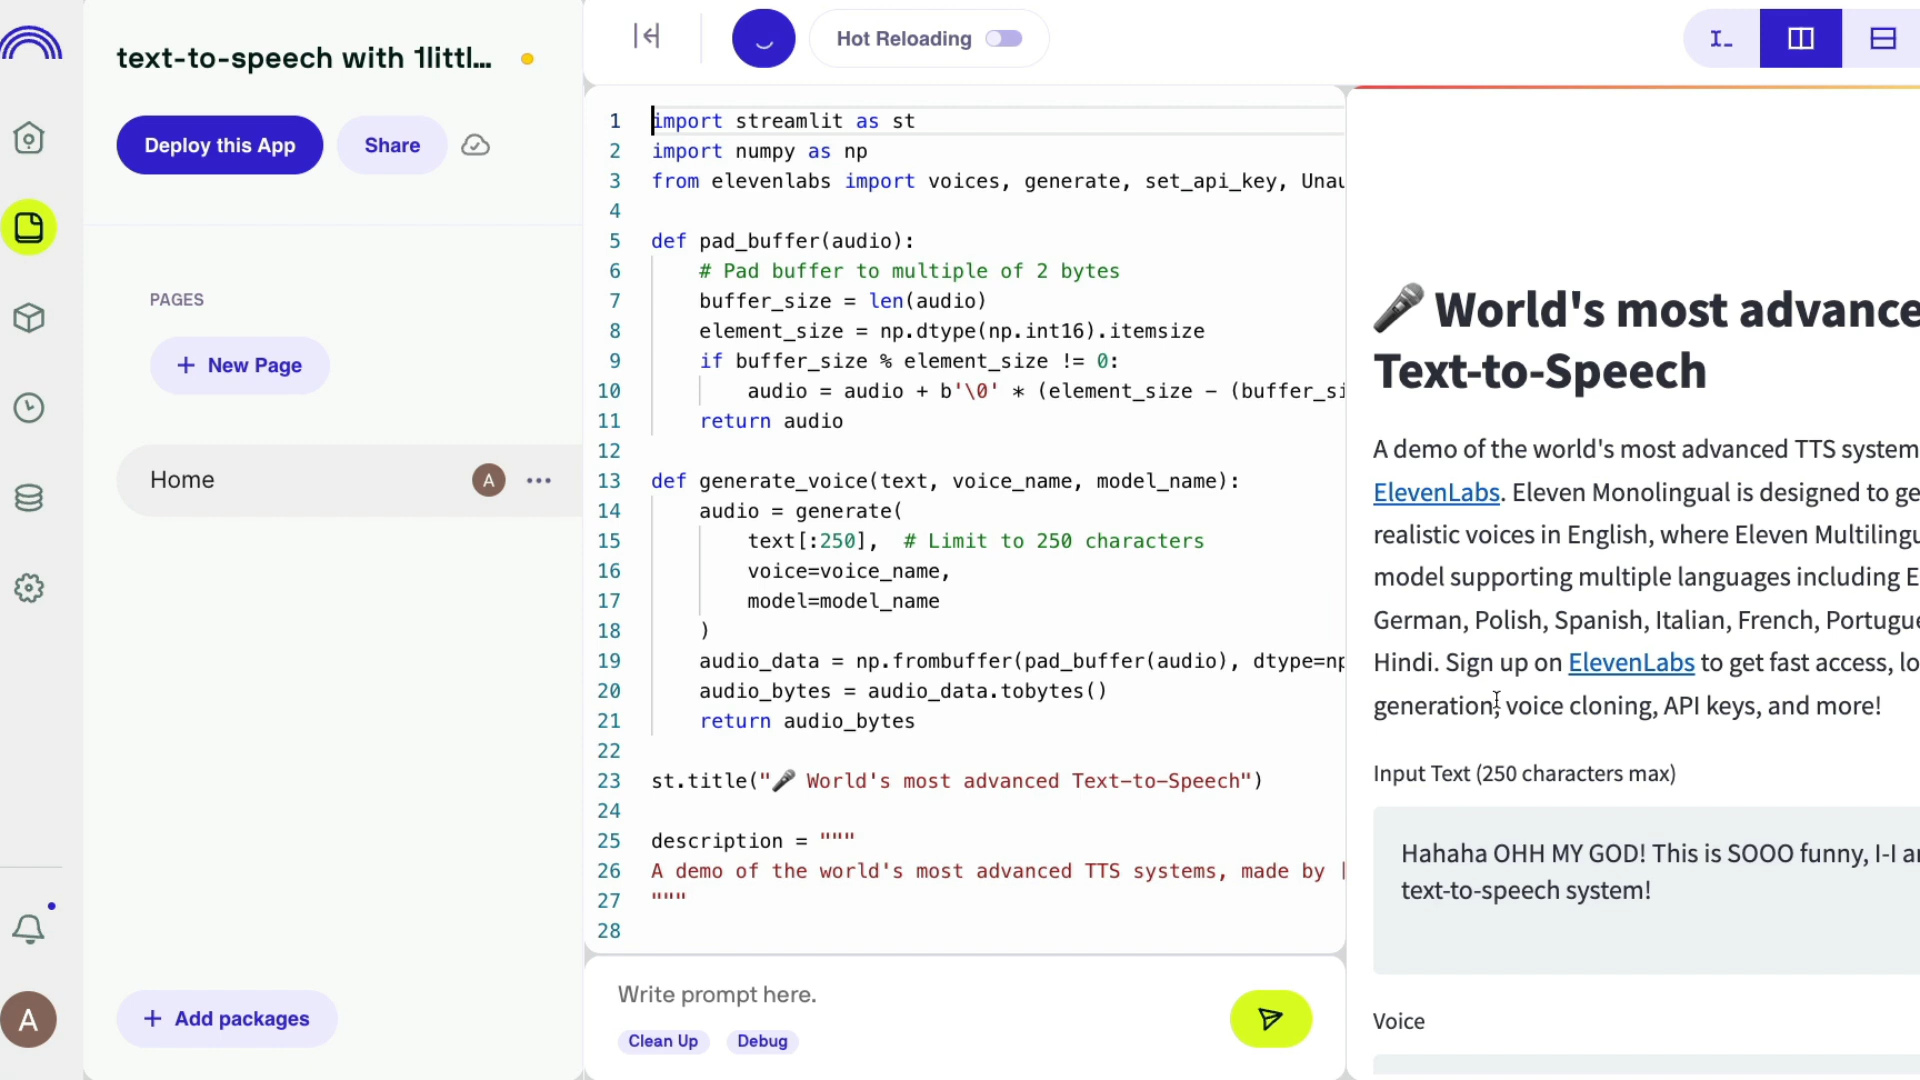 text-to-speech with 1littl...
Deploy this App
Share
PAGES
+ New Page
Home
A
+ Add packages
A
Hot Reloading
1 import streamlit as st
2 import numpy as np
3 from elevenlabs import voices, generate, set_api_key, Unau
4
5 def pad_buffer(audio):
6 # Pad buffer to multiple of 2 bytes
7 buffer_size = len(audio)
8 element_size = np.dtype(np.int16).itemsize
9 if buffer_size % element_size != 0:
10 audio = audio + b'\0' * (element_size - (buffer_si
11 return audio
12
13 def generate_voice(text, voice_name, model_name):
14 audio = generate(
15 text[:250], # Limit to 250 characters
16 voice=voice_name,
17 model=model_name
18 )
19 audio_data = np.frombuffer(pad_buffer(audio), dtype=np
20 audio_bytes = audio_data.tobytes()
21 return audio_bytes
22
23 st.title("🎤 World's most advanced Text-to-Speech")
24
25 description = """
26 A demo of the world's most advanced TTS systems, made by [
27 """
28
Write prompt here.
Clean Up
Debug
🎤 World's most advance
Text-to-Speech
A demo of the world's most advanced TTS system
ElevenLabs. Eleven Monolingual is designed to ge
realistic voices in English, where Eleven Multilingu
model supporting multiple languages including E
German, Polish, Spanish, Italian, French, Portugue
Hindi. Sign up on ElevenLabs to get fast access, lo
generation, voice cloning, API keys, and more!
Input Text (250 characters max)
Hahaha OHH MY GOD! This is SOOO funny, I-I a
text-to-speech system!
Voice